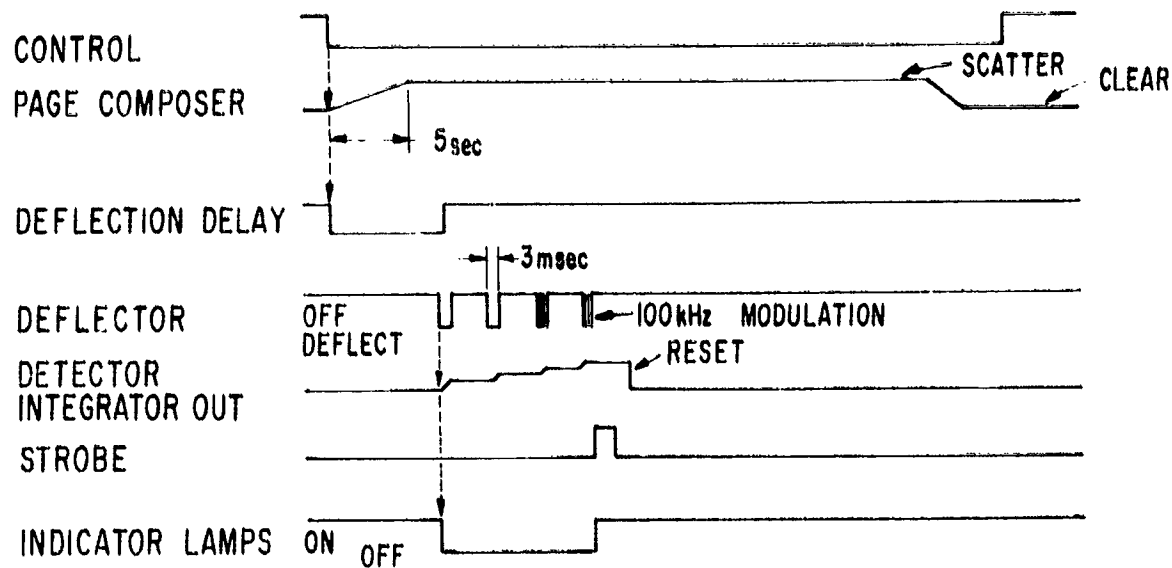 CONTROL
SCATTER
CLEAR
PAGE COMPOSER
5sec
DEFLECTION DELAY
3msec
DEFLECTOR
OFF
DEFLECT
100kHz MODULATION
RESET
DETECTOR
INTEGRATOR OUT
STROBE
INDICATOR LAMPS
ON
OFF